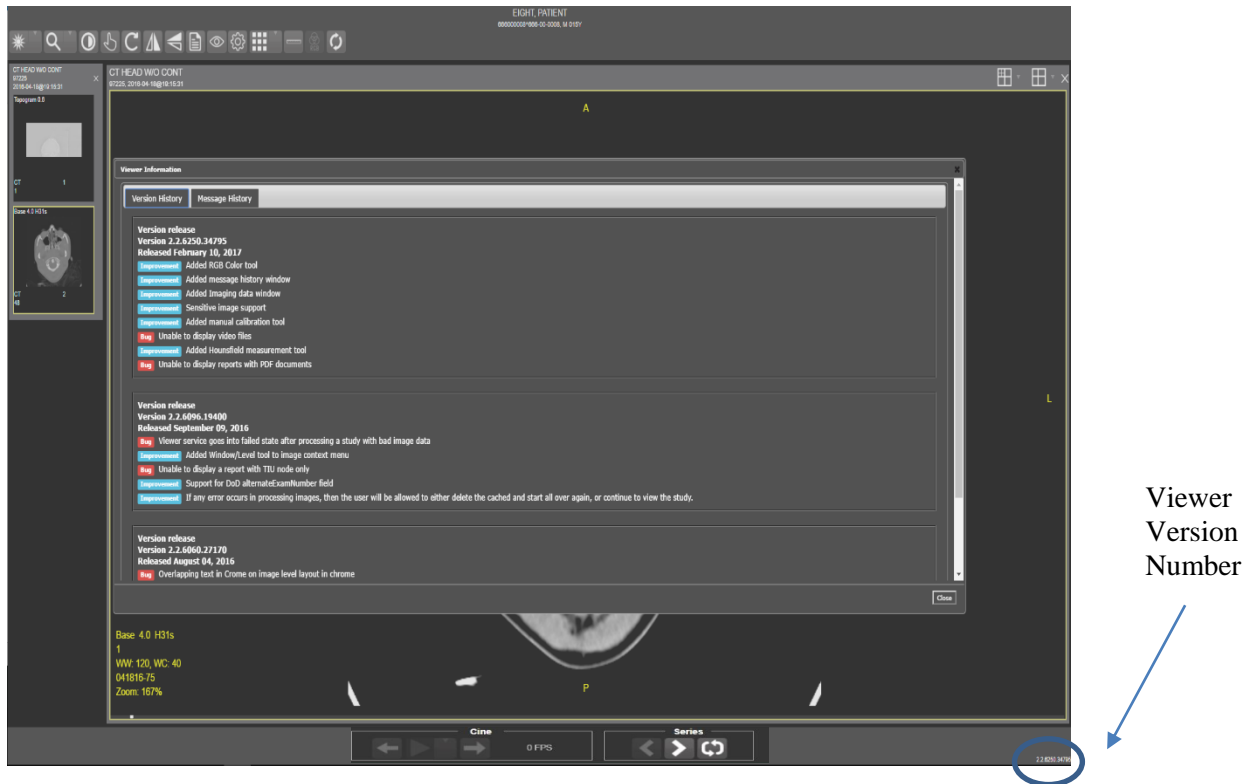 EIGHT, PATIENT
CT HEAD W/O CONT
97225
2016-04-18@19:15:31
X
Topogram 0.0
CT 1
1
Base 4.0 H31s
CT 2
48
CT HEAD W/O CONT
97225, 2016-04-18@19:15:31
A
Viewer Information
X
Version History
Message History
Version release
Version 2.2.6250.34795
Released February 10, 2017
Improvement Added RGB Color tool
Improvement Added message history window
Improvement Added Imaging data window
Improvement Sensitive image support
Improvement Added manual calibration tool
Bug Unable to display video files
Improvement Added Hounsfield measurement tool
Bug Unable to display reports with PDF documents
Version release
Version 2.2.6096.19400
Released September 09, 2016
Bug Viewer service goes into failed state after processing a study with bad image data
Improvement Added Window/Level tool to image context menu
Bug Unable to display a report with TIU node only
Improvement Support for DoD alternateExamNumber field
Improvement If any error occurs in processing images, then the user will be allowed to either delete the cached and start all over again, or continue to view the study.
Version release
Version 2.2.6060.27170
Released August 04, 2016
Bug Overlapping text in Crome on image level layout in chrome
Close
L
Base 4.0 H31s
1
WW: 120, WC: 40
041816-75
Zoom: 167%
P
Cine
0 FPS
Series
2.2.6250.34795
Viewer
Version
Number